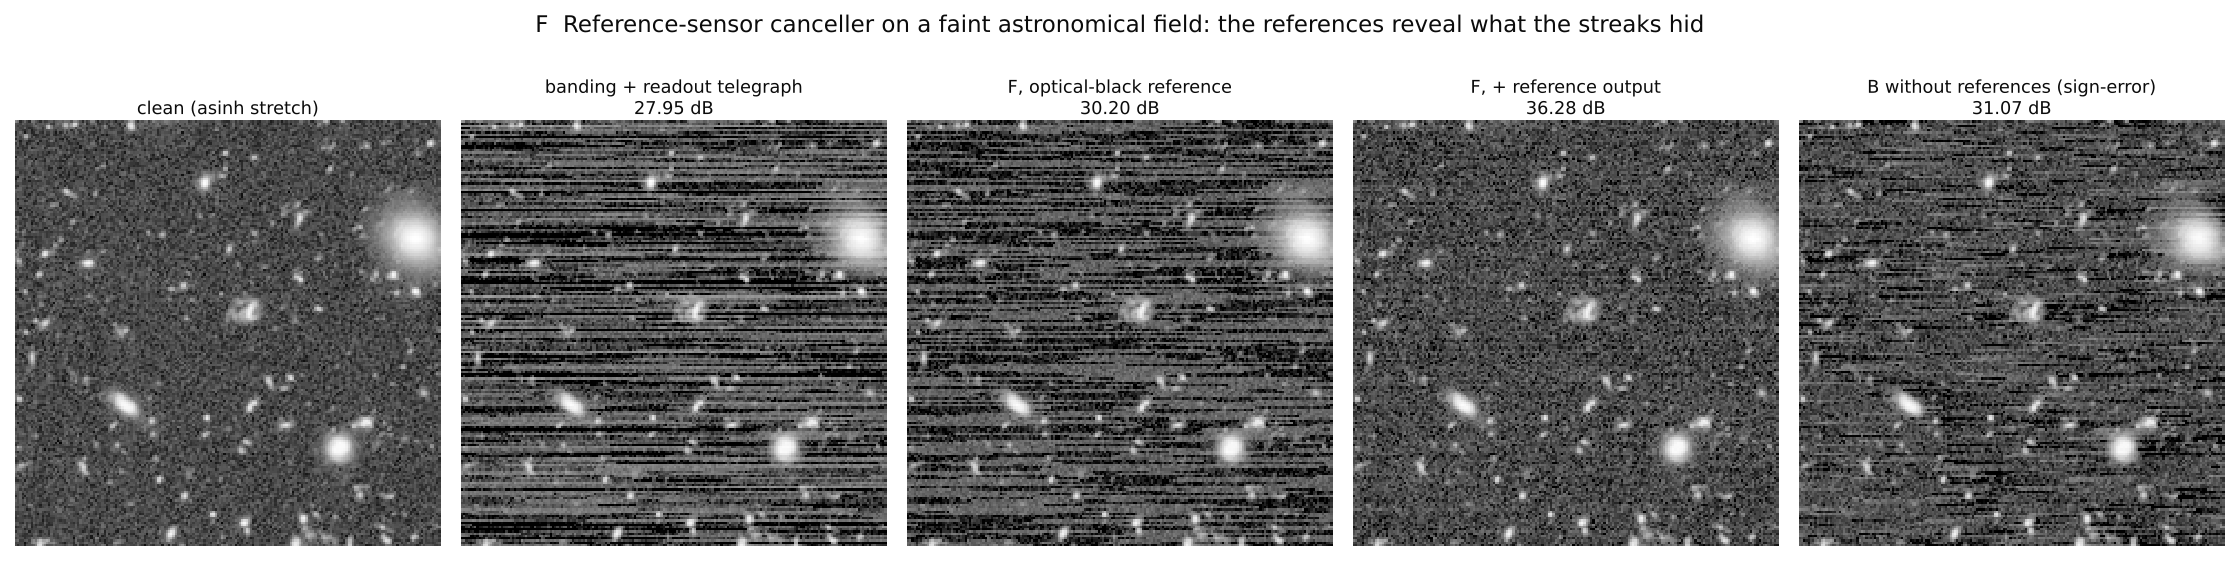 F  Reference-sensor canceller on a faint astronomical field: the references reveal what the streaks hid
clean (asinh stretch)
banding + readout telegraph
27.95 dB
F, optical-black reference
30.20 dB
F, + reference output
36.28 dB
B without references (sign-error)
31.07 dB